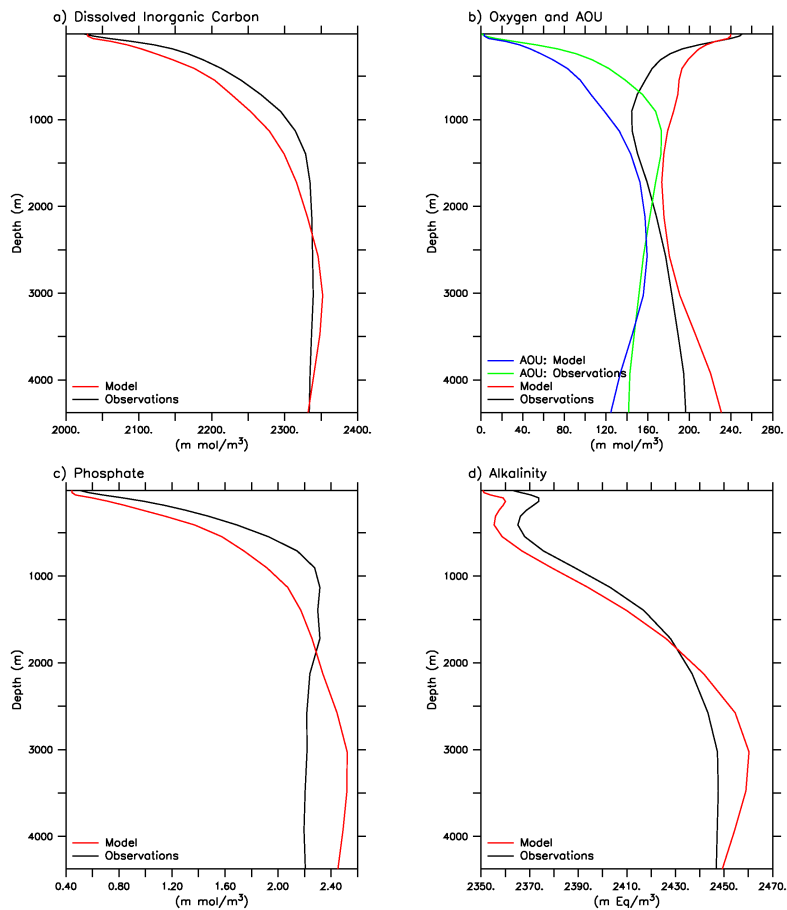 a) Dissolved Inorganic Carbon
1000
2000
3000
4000
Depth (m)
Model
Observations
2000. 2100. 2200. 2300. 2400.
(m mol/m³)
b) Oxygen and AOU
1000
2000
3000
4000
Depth (m)
AOU: Model
AOU: Observations
Model
Observations
0. 40. 80. 120. 160. 200. 240. 280.
(m mol/m³)
c) Phosphate
1000
2000
3000
4000
Depth (m)
Model
Observations
0.40 0.80 1.20 1.60 2.00 2.40
(m mol/m³)
d) Alkalinity
1000
2000
3000
4000
Depth (m)
Model
Observations
2350. 2370. 2390. 2410. 2430. 2450. 2470.
(m Eq/m³)